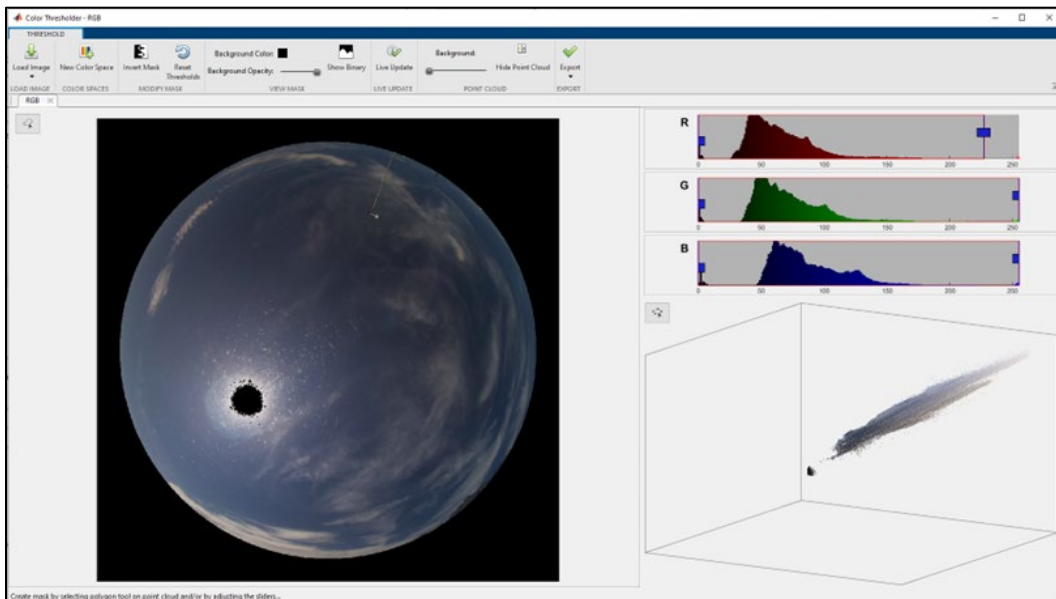 Color Thresholder - RGB
THRESHOLD
Load Image
New Color Space
Invert Mask
Reset Thresholds
Background Color:
Background Opacity:
Show Binary
Live Update
Background:
Hide Point Cloud
Export
LOAD IMAGE
COLOR SPACES
MODIFY MASK
VIEW MASK
LIVE UPDATE
POINT CLOUD
EXPORT
RGB
R
0 50 100 150 200 250
G
0 50 100 150 200 250
B
0 50 100 150 200 250
Create mask by selecting polygon tool on point cloud and/or by adjusting the sliders...